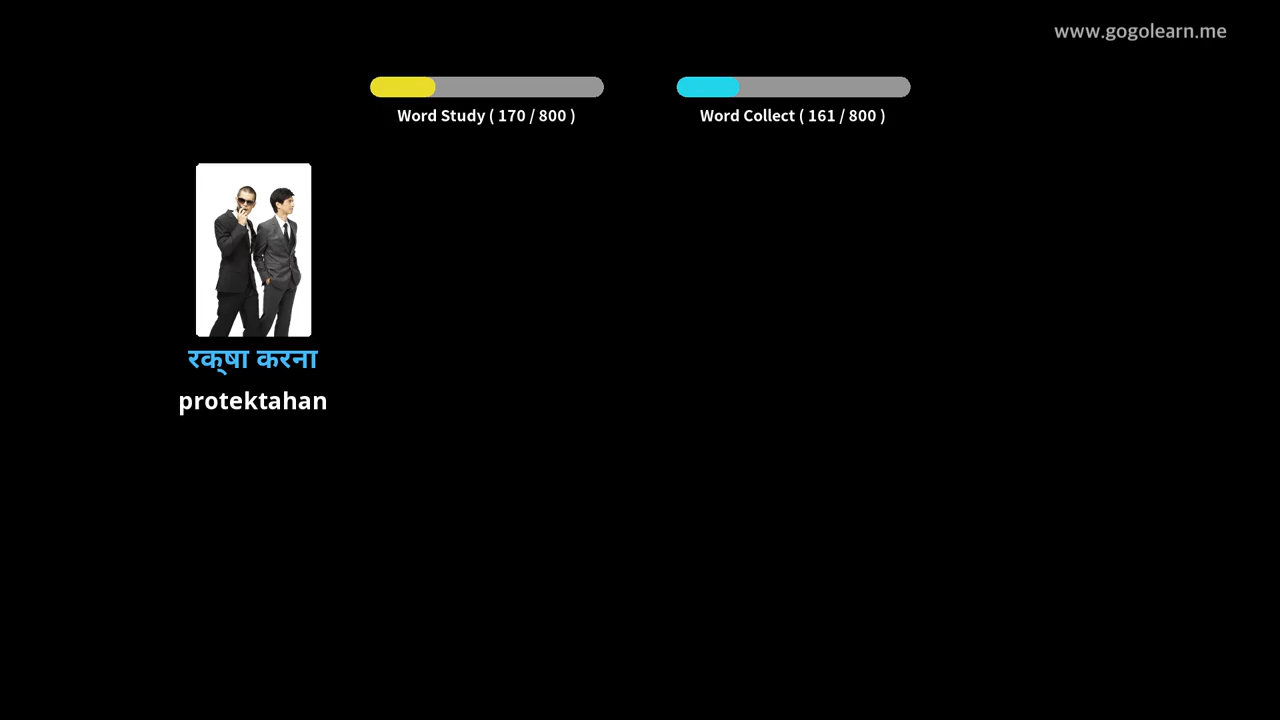 www.gogolearn.me
Word Study ( 170 / 800 )
Word Collect ( 161 / 800 )
रक्षा करना
protektahan